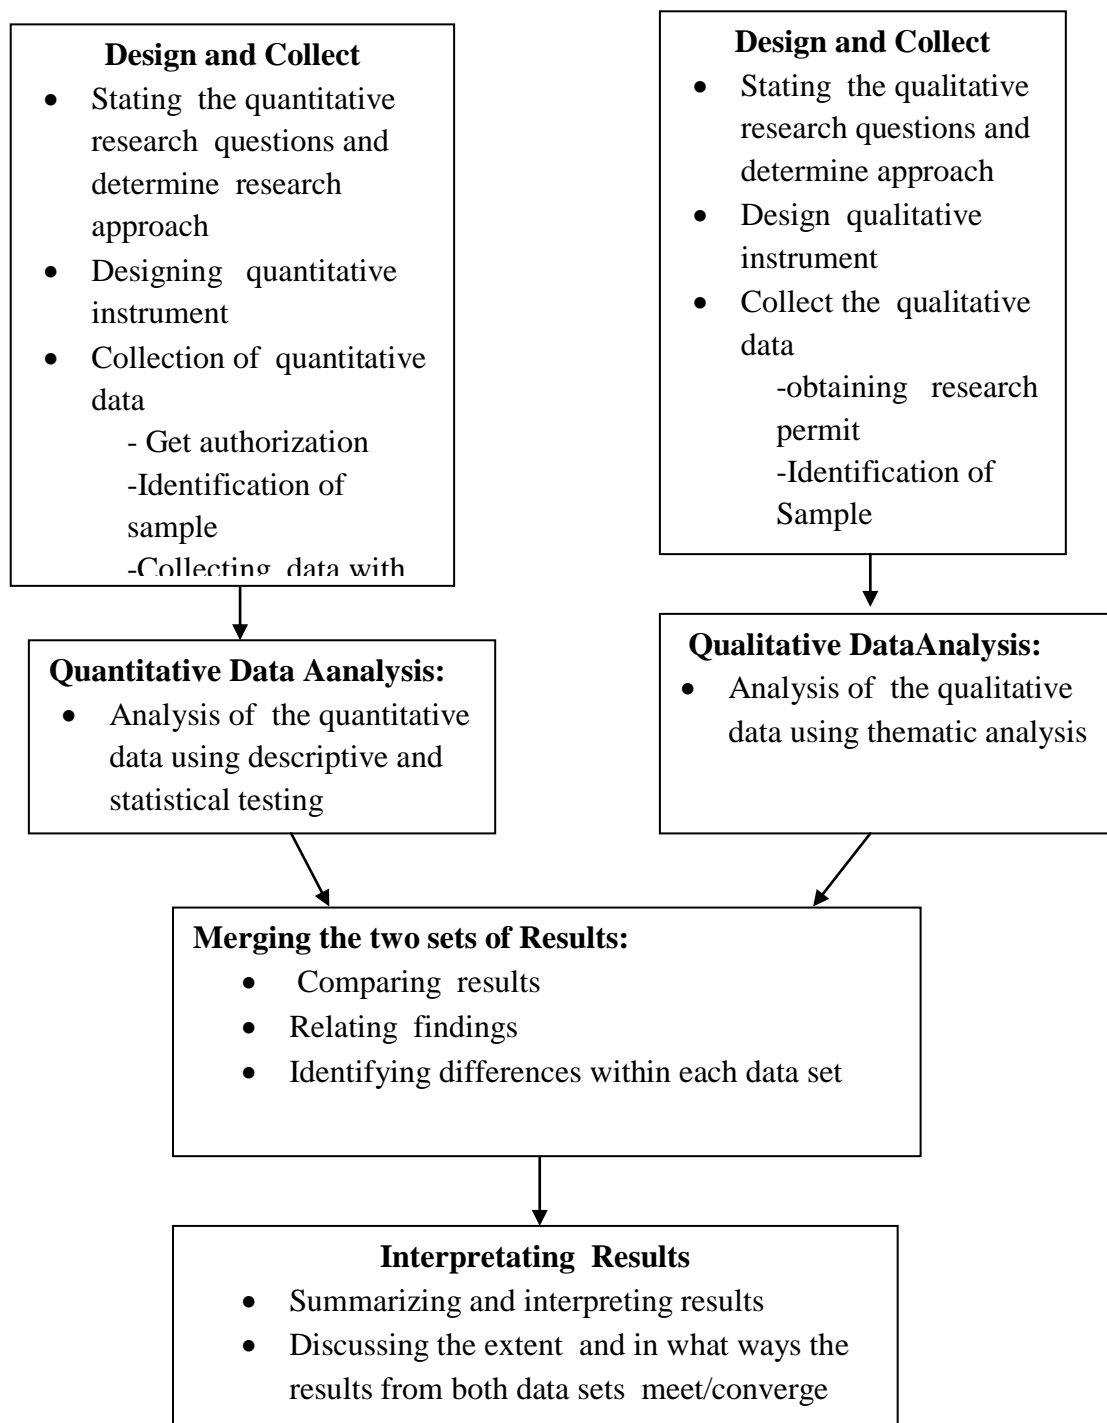 Design and Collect
• Stating the quantitative
research questions and
determine research
approach
• Designing quantitative
instrument
• Collection of quantitative
data
- Get authorization
-Identification of
sample
-Collecting data with
Design and Collect
• Stating the qualitative
research questions and
determine approach
• Design qualitative
instrument
• Collect the qualitative
data
-obtaining research
permit
-Identification of
Sample
Quantitative Data Aanalysis:
• Analysis of the quantitative
data using descriptive and
statistical testing
Qualitative DataAnalysis:
• Analysis of the qualitative
data using thematic analysis
Merging the two sets of Results:
• Comparing results
• Relating findings
• Identifying differences within each data set
Interpretating Results
• Summarizing and interpreting results
• Discussing the extent and in what ways the
results from both data sets meet/converge